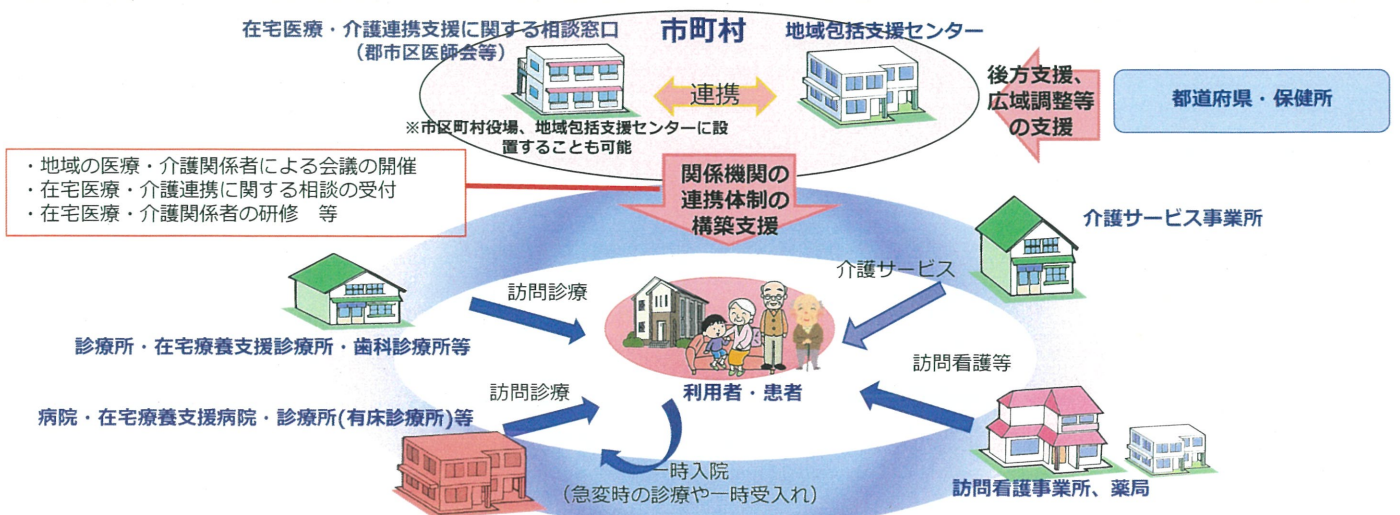 在宅医療・介護連携支援に関する相談窓口
（郡市区医師会等）
市町村
地域包括支援センター
連携
※市区町村役場、地域包括支援センターに設
置することも可能
後方支援、
広域調整等
の支援
都道府県・保健所
・地域の医療・介護関係者による会議の開催
・在宅医療・介護連携に関する相談の受付
・在宅医療・介護関係者の研修　等
関係機関の
連携体制の
構築支援
介護サービス事業所
介護サービス
訪問診療
診療所・在宅療養支援診療所・歯科診療所等
利用者・患者
訪問看護等
訪問診療
病院・在宅療養支援病院・診療所(有床診療所)等
一時入院
（急変時の診療や一時受入れ）
訪問看護事業所、薬局